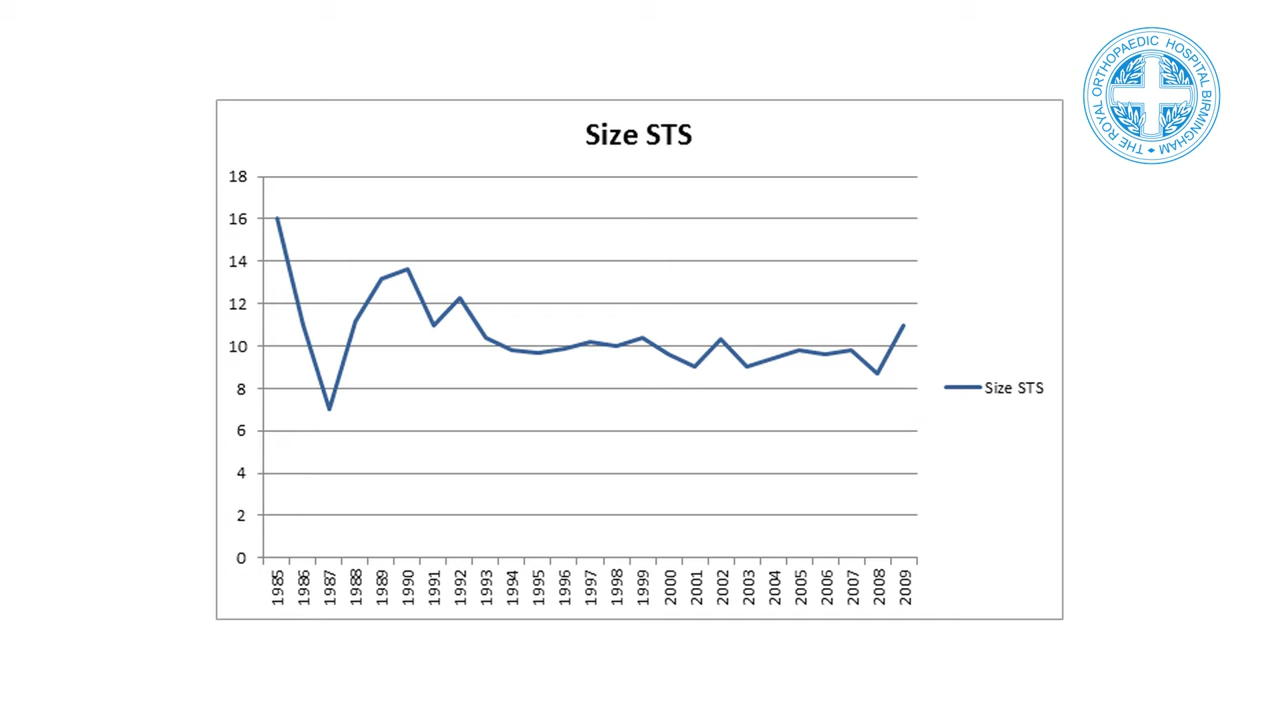 THE ROYAL ORTHOPAEDIC HOSPITAL BIRMINGHAM
Size STS
18
16
14
12
10
8
6
4
2
0
1985 1986 1987 1988 1989 1990 1991 1992 1993 1994 1995 1996 1997 1998 1999 2000 2001 2002 2003 2004 2005 2006 2007 2008 2009
Size STS